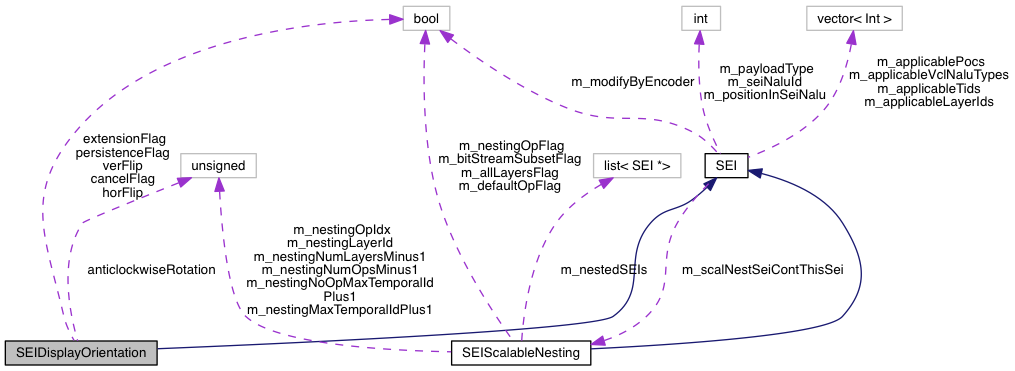 bool
int
vector< Int >
m_modifyByEncoder
m_payloadType
m_seiNaluId
m_positionInSeiNalu
m_applicablePocs
m_applicableVclNaluTypes
m_applicableTids
m_applicableLayerIds
extensionFlag
persistenceFlag
verFlip
cancelFlag
horFlip
unsigned
m_nestingOpFlag
m_bitStreamSubsetFlag
m_allLayersFlag
m_defaultOpFlag
list< SEI *>
SEI
anticlockwiseRotation
m_nestingOpIdx
m_nestingLayerId
m_nestingNumLayersMinus1
m_nestingNumOpsMinus1
m_nestingNoOpMaxTemporalId
Plus1
m_nestingMaxTemporalIdPlus1
m_nestedSEIs
m_scalNestSeiContThisSei
SEIDisplayOrientation
SEIScalableNesting